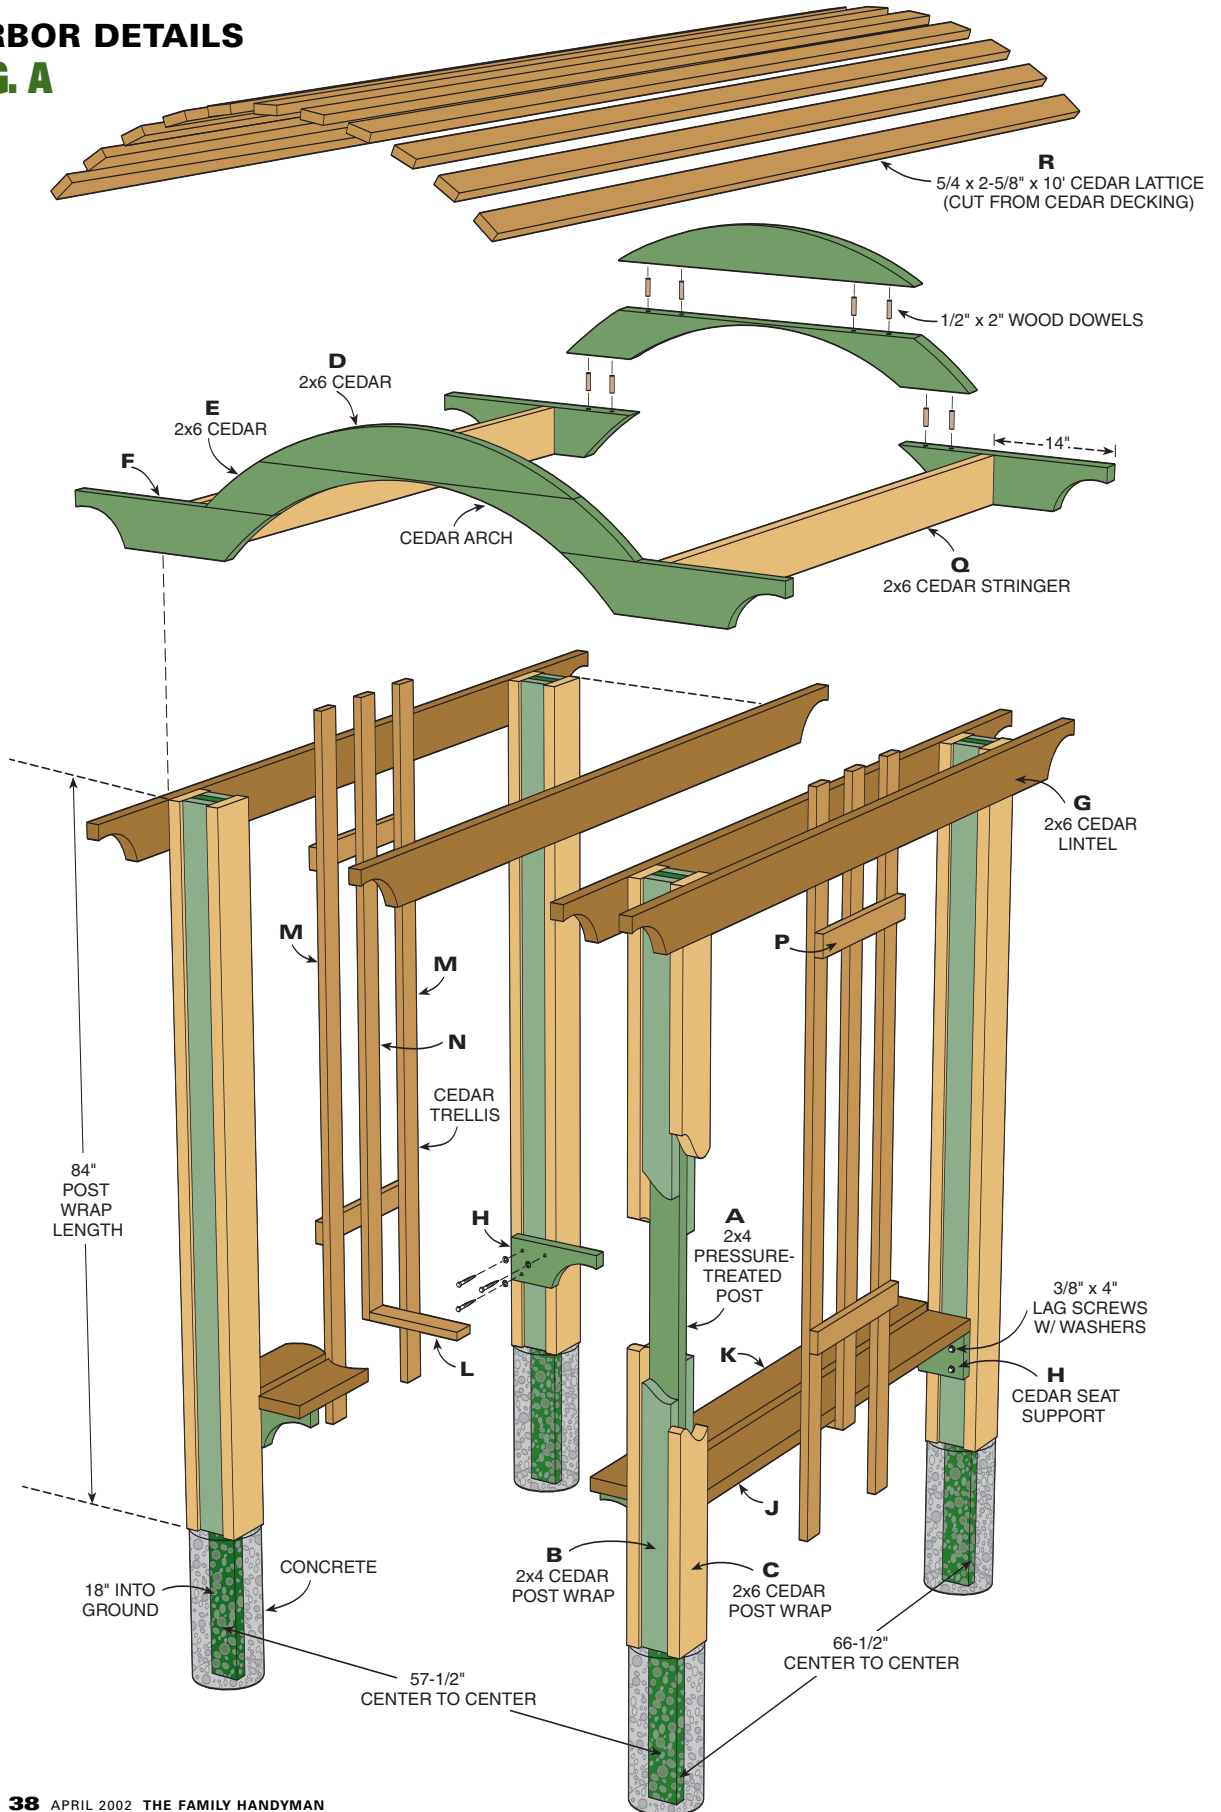 RBOR DETAILS
G. A
R
5/4 x 2-5/8" x 10' CEDAR LATTICE
(CUT FROM CEDAR DECKING)
1/2" x 2" WOOD DOWELS
D
2x6 CEDAR
E
2x6 CEDAR
F
14"
CEDAR ARCH
Q
2x6 CEDAR STRINGER
G
2x6 CEDAR
LINTEL
M
P
M
N
CEDAR
TRELLIS
84"
POST
WRAP
LENGTH
H
A
2x4
PRESSURE-
TREATED
POST
3/8" x 4"
LAG SCREWS
W/ WASHERS
K
L
H
CEDAR SEAT
SUPPORT
J
B
2x4 CEDAR
POST WRAP
C
2x6 CEDAR
POST WRAP
CONCRETE
18" INTO
GROUND
66-1/2"
CENTER TO CENTER
57-1/2"
CENTER TO CENTER
38 APRIL 2002 THE FAMILY HANDYMAN